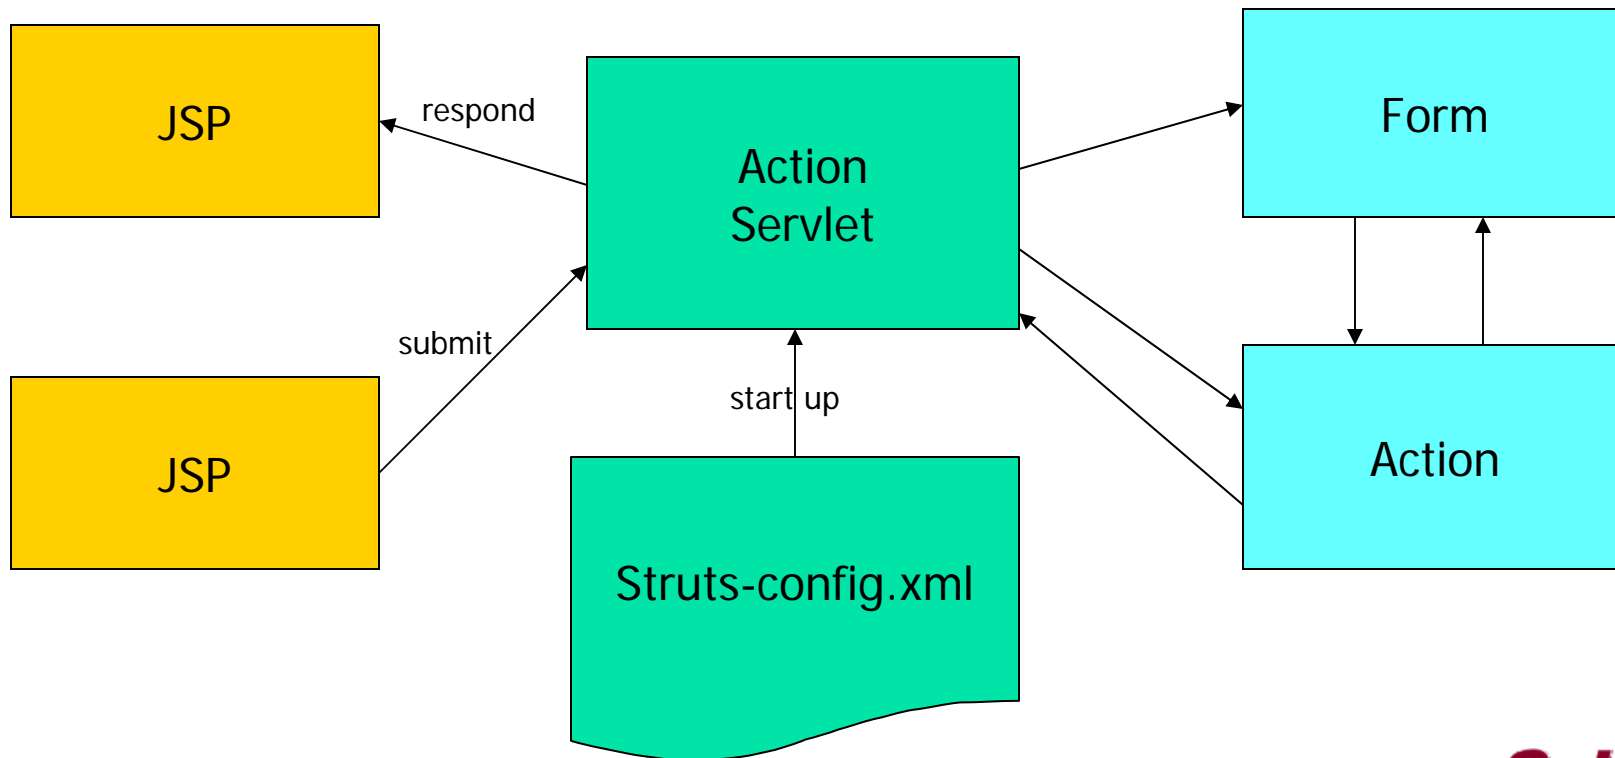 JSP
respond
Action
Servlet
Form
submit
start up
JSP
Action
Struts-config.xml